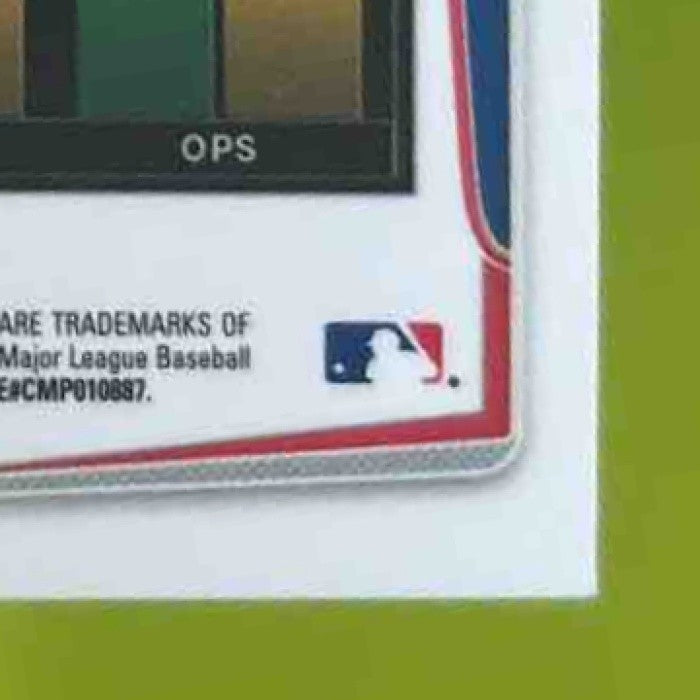 OPS
ARE TRADEMARKS OF
Major League Baseball
E#CMP010887.